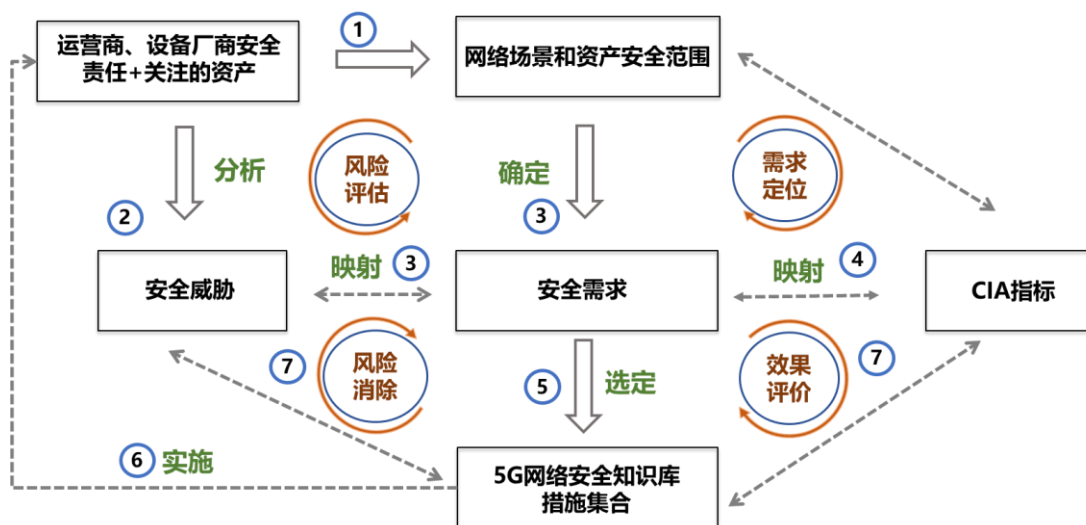 运营商、设备厂商安全
责任+关注的资产
1
网络场景和资产安全范围
分析
风险
评估
确定
需求
定位
2
3
安全威胁
映射
3
安全需求
映射
4
CIA指标
7
风险
消除
5
选定
效果
评价
7
6
实施
5G网络安全知识库
措施集合